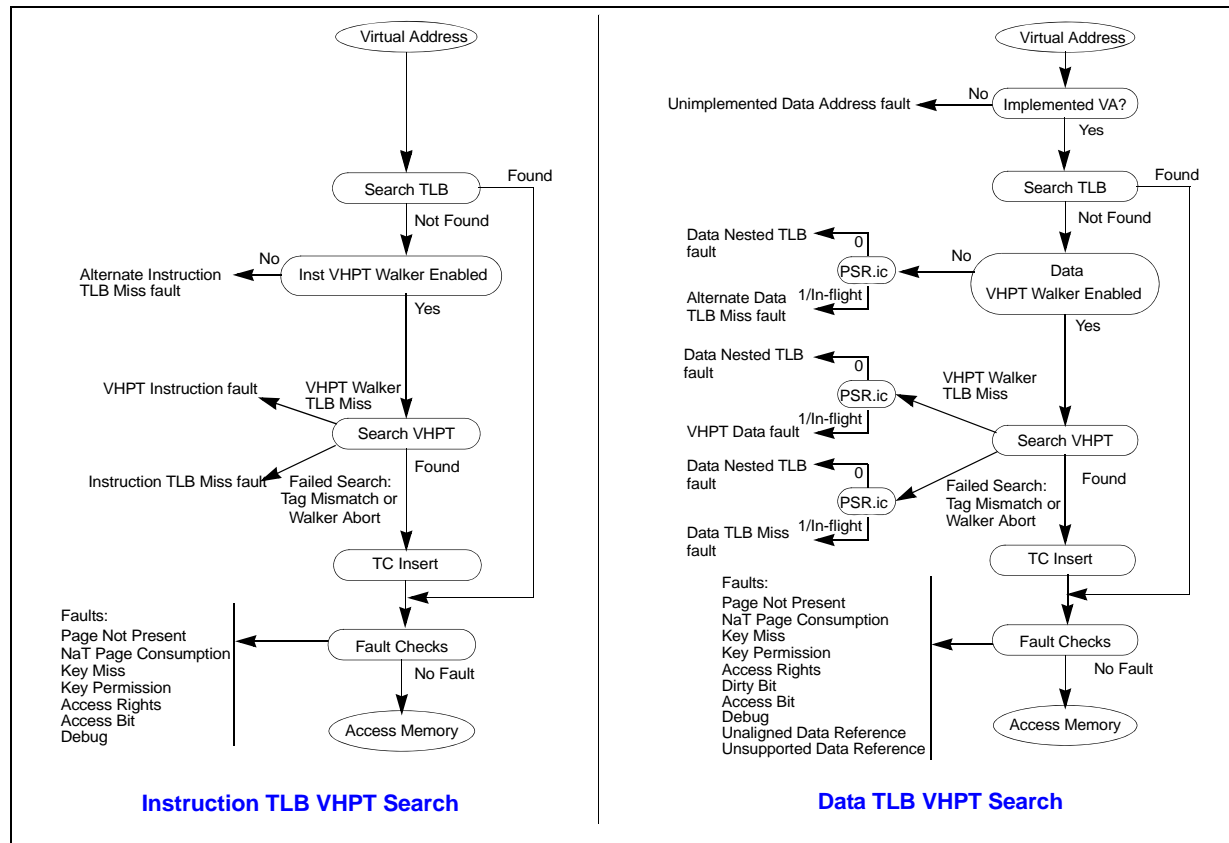 Virtual Address
Search TLB
Found
Not Found
No
Inst VHPT Walker Enabled
Alternate Instruction
TLB Miss fault
Yes
VHPT Instruction fault
VHPT Walker
TLB Miss
Search VHPT
Instruction TLB Miss fault
Found
Failed Search:
Tag Mismatch or
Walker Abort
TC Insert
Faults:
Page Not Present
NaT Page Consumption
Key Miss
Key Permission
Access Rights
Access Bit
Debug
Fault Checks
No Fault
Access Memory
Instruction TLB VHPT Search
Virtual Address
Implemented VA?
No
Unimplemented Data Address fault
Yes
Search TLB
Found
Not Found
Data
VHPT Walker Enabled
No
PSR.ic
0
Data Nested TLB
fault
1/In-flight
Alternate Data
TLB Miss fault
Yes
VHPT Walker
TLB Miss
PSR.ic
0
Data Nested TLB
fault
1/In-flight
VHPT Data fault
Search VHPT
Found
Failed Search:
Tag Mismatch or
Walker Abort
PSR.ic
0
Data Nested TLB
fault
1/In-flight
Data TLB Miss
fault
TC Insert
Faults:
Page Not Present
NaT Page Consumption
Key Miss
Key Permission
Access Rights
Dirty Bit
Access Bit
Debug
Unaligned Data Reference
Unsupported Data Reference
Fault Checks
No Fault
Access Memory
Data TLB VHPT Search